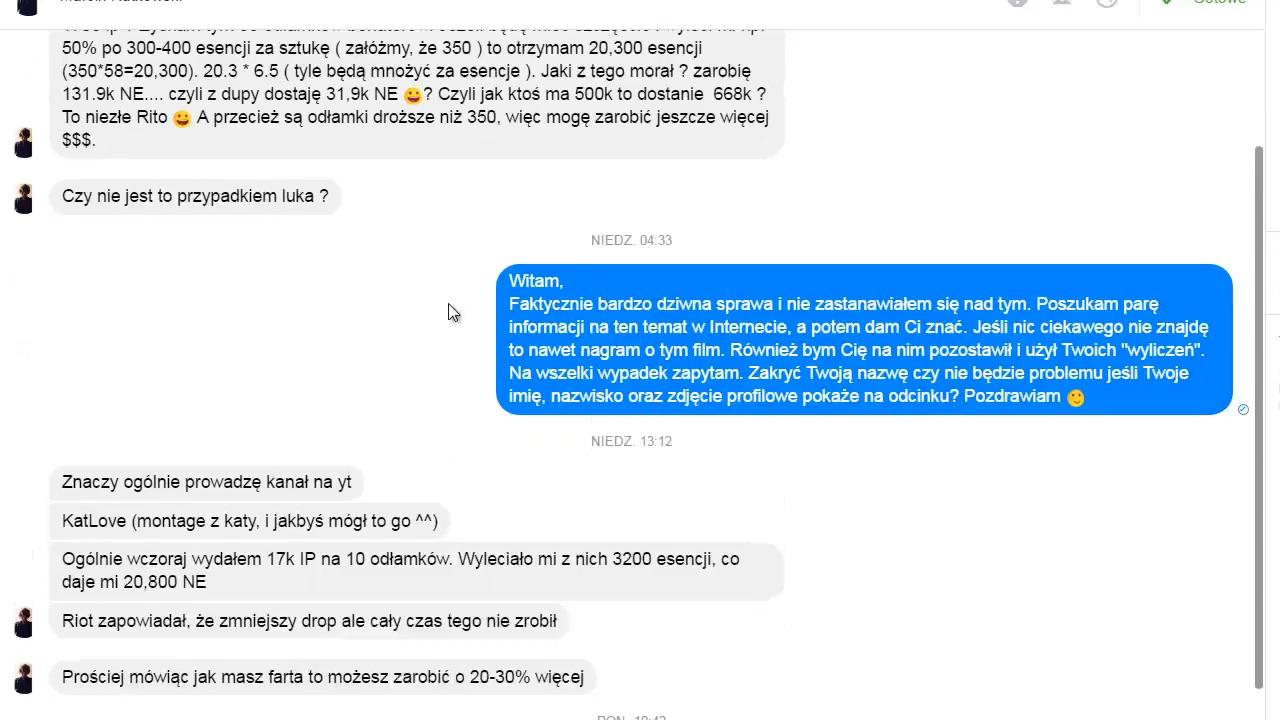 Gotowe
50% po 300-400 esencji za sztukę ( załóżmy, że 350 ) to otrzymam 20,300 esencji
(350*58=20,300). 20.3 * 6.5 ( tyle będą mnożyć za esencje ). Jaki z tego morał ? zarobię
131.9k NE.... czyli z dupy dostaję 31,9k NE 😀? Czyli jak ktoś ma 500k to dostanie 668k ?
To niezłe Rito 😀 A przecież są odłamki droższe niż 350, więc mogę zarobić jeszcze więcej
$$$.
Czy nie jest to przypadkiem luka ?
NIEDZ. 04:33
Witam,
Faktycznie bardzo dziwna sprawa i nie zastanawiałem się nad tym. Poszukam parę
informacji na ten temat w Internecie, a potem dam Ci znać. Jeśli nic ciekawego nie znajdę
to nawet nagram o tym film. Również bym Cię na nim pozostawił i użył Twoich "wyliczeń".
Na wszelki wypadek zapytam. Zakryć Twoją nazwę czy nie będzie problemu jeśli Twoje
imię, nazwisko oraz zdjęcie profilowe pokaże na odcinku? Pozdrawiam 🙂
NIEDZ. 13:12
Znaczy ogólnie prowadzę kanał na yt
KatLove (montage z katy, i jakbyś mógł to go ^^)
Ogólnie wczoraj wydałem 17k IP na 10 odłamków. Wyleciało mi z nich 3200 esencji, co
daje mi 20,800 NE
Riot zapowiadał, że zmniejszy drop ale cały czas tego nie zrobił
Prościej mówiąc jak masz farta to możesz zarobić o 20-30% więcej